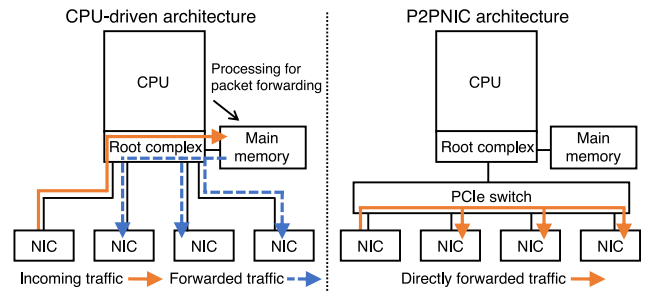 CPU-driven architecture
CPU
Processing for
packet forwarding
Root complex
Main
memory
NIC
NIC
NIC
NIC
Incoming traffic
Forwarded traffic
P2PNIC architecture
CPU
Root complex
Main
memory
PCIe switch
NIC
NIC
NIC
NIC
Directly forwarded traffic